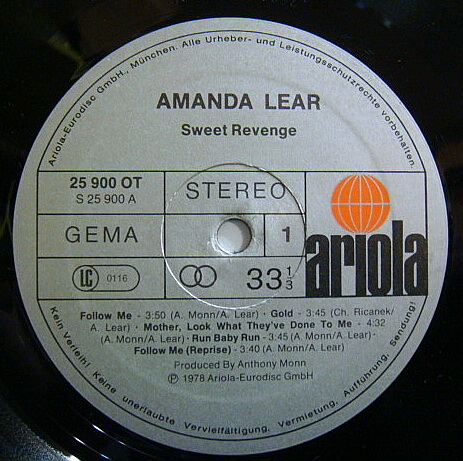 Ariola-Eurodisc GmbH., München. Alle Urheber- und Leistungsschutzrechte vorbehalten.
AMANDA LEAR
Sweet Revenge
25 900 OT
S 25 900 A
STEREO
GEMA
1
LC 0116
33 1/3
ariola
Follow Me - 3:50 (A. Monn/A. Lear) · Gold - 3:45 (Ch. Ricanek/
A. Lear) · Mother, Look What They've Done To Me - 4:32
(A. Monn/A. Lear) · Run Baby Run - 3:45 (A. Monn/A. Lear) ·
Follow Me (Reprise) - 3:40 (A. Monn/A. Lear)
Produced By Anthony Monn
℗ 1978 Ariola-Eurodisc GmbH
Kein Verleih! Keine unerlaubte Vervielfältigung, Vermietung, Aufführung, Sendung!